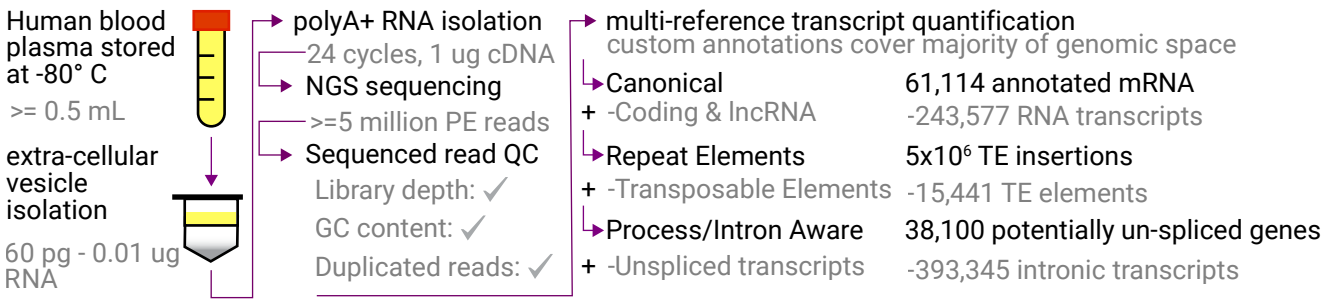 Human blood
plasma stored
at -80° C
>= 0.5 mL
extra-cellular
vesicle
isolation
60 pg - 0.01 ug
RNA
polyA+ RNA isolation
24 cycles, 1 ug cDNA
NGS sequencing
>=5 million PE reads
Sequenced read QC
Library depth: ✓
GC content: ✓
Duplicated reads: ✓
multi-reference transcript quantification
custom annotations cover majority of genomic space
Canonical 61,114 annotated mRNA
+ -Coding & lncRNA -243,577 RNA transcripts
Repeat Elements 5x10⁶ TE insertions
+ -Transposable Elements -15,441 TE elements
Process/Intron Aware 38,100 potentially un-spliced genes
+ -Unspliced transcripts -393,345 intronic transcripts